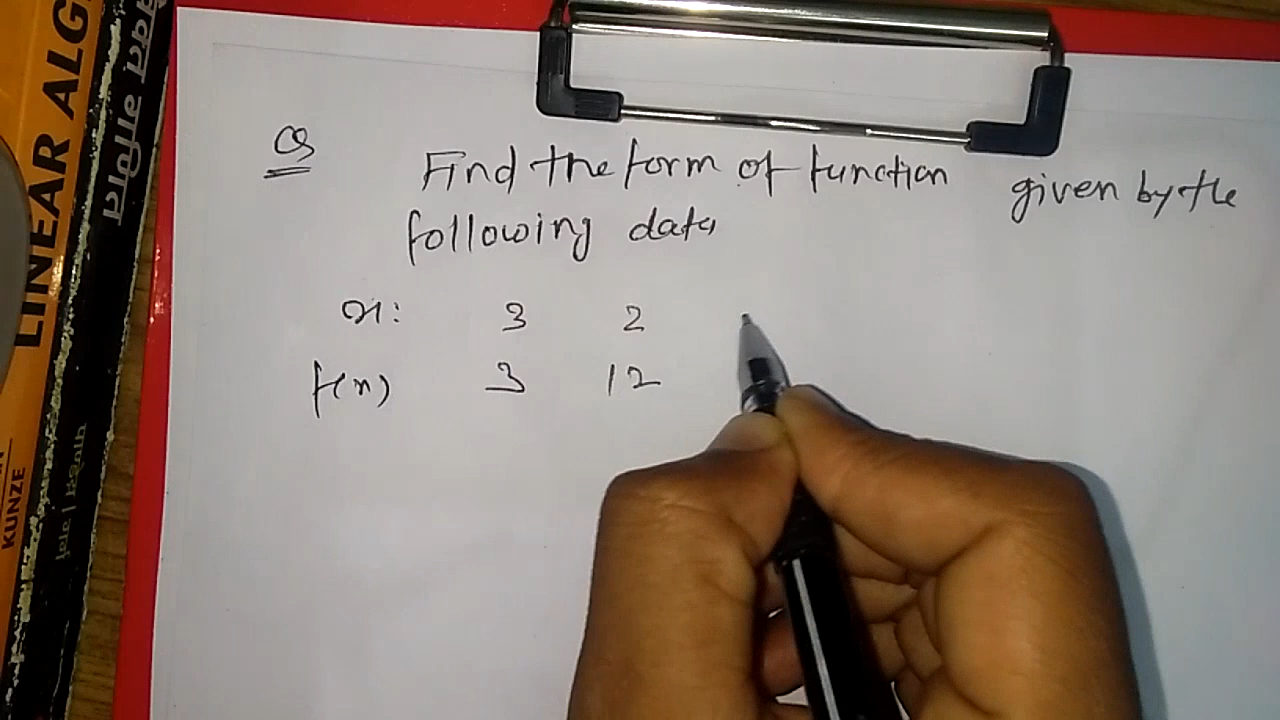 LINEAR ALG
KUNZE
Q
Find the form of function given by the
following data
x: 3 2
f(x) 3 12